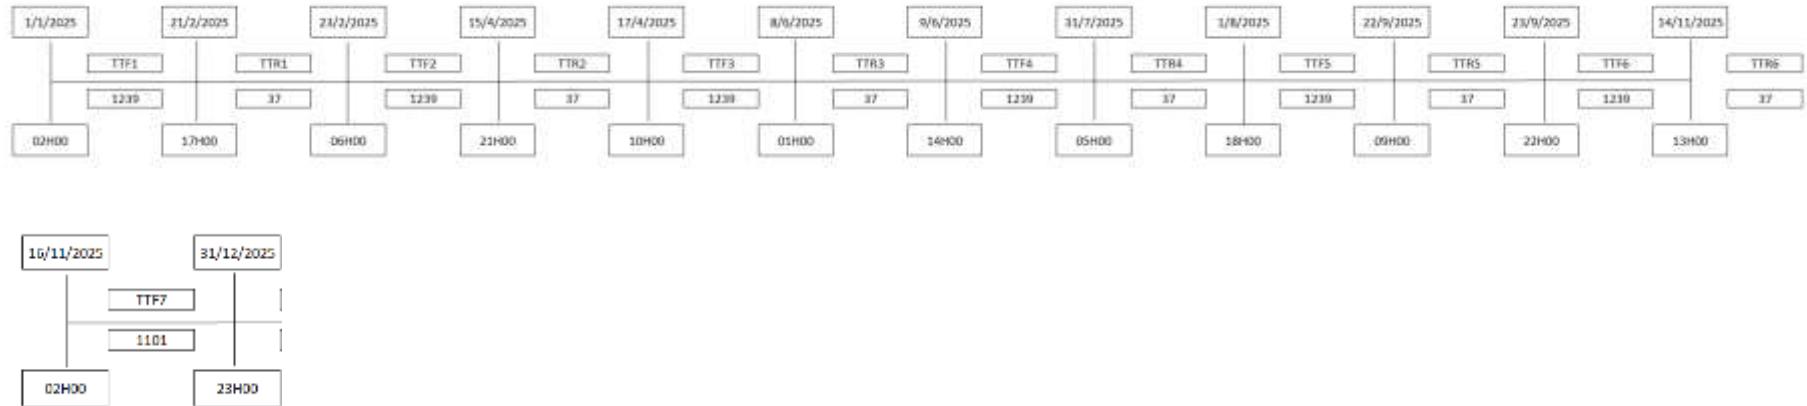 1/1/2025 21/2/2025 23/2/2025 15/4/2025 17/4/2025 8/6/2025 9/6/2025 31/7/2025 1/8/2025 22/9/2025 23/9/2025 14/11/2025
TTF1 TTR1 TTF2 TTR2 TTF3 TTR3 TTF4 TTR4 TTF5 TTR5 TTF6 TTR6
1239 37 1239 37 1239 37 1239 37 1239 37 1239 37
02H00 17H00 06H00 21H00 10H00 01H00 14H00 05H00 18H00 09H00 22H00 13H00
16/11/2025 31/12/2025
TTF7
1101
02H00 23H00